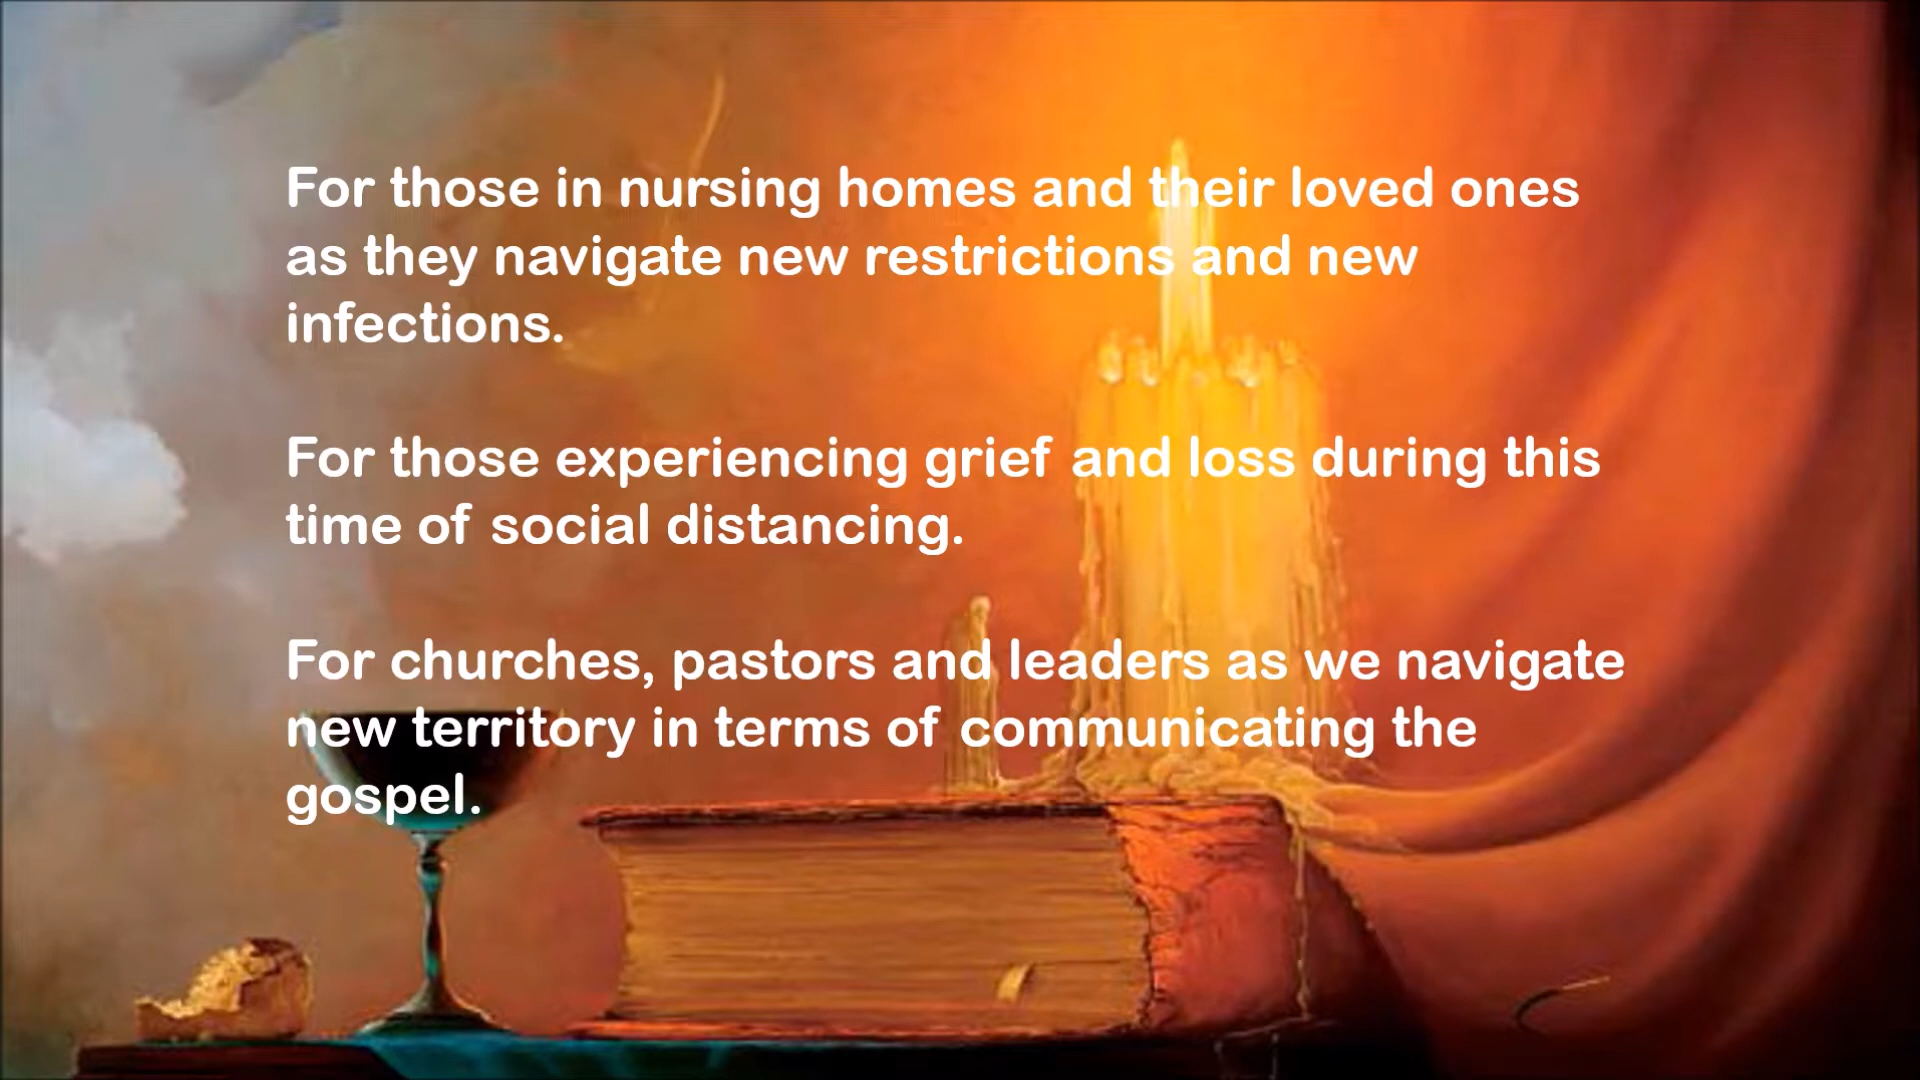 For those in nursing homes and their loved ones
as they navigate new restrictions and new
infections.
For those experiencing grief and loss during this
time of social distancing.
For churches, pastors and leaders as we navigate
new territory in terms of communicating the
gospel.